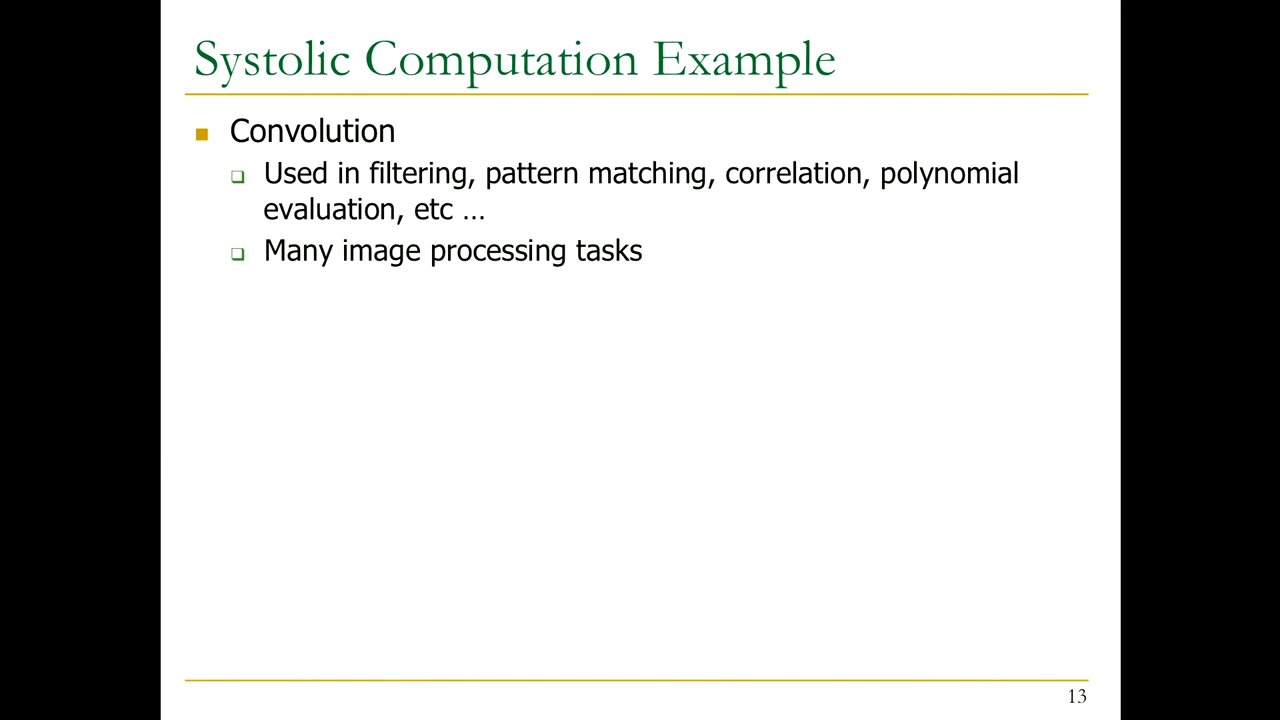 Systolic Computation Example
Convolution
Used in filtering, pattern matching, correlation, polynomial
evaluation, etc …
Many image processing tasks
13